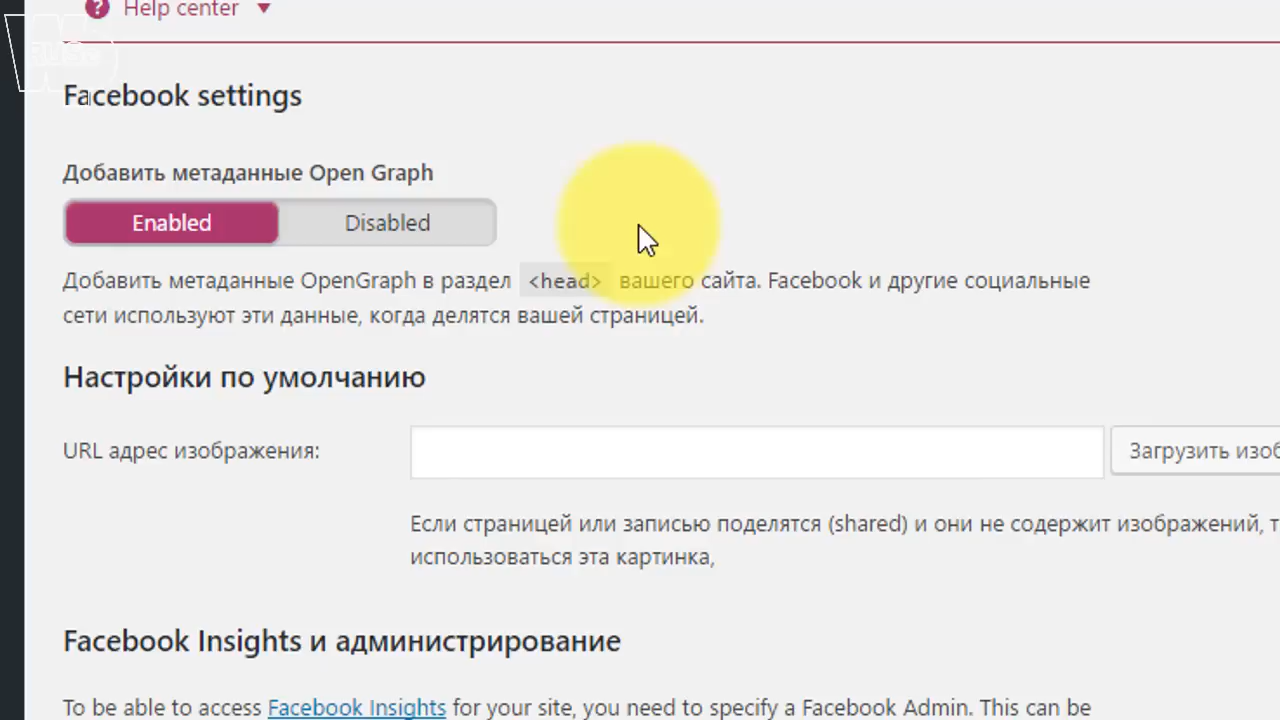 ? Help center
Facebook settings
Добавить метаданные Open Graph
Enabled Disabled
Добавить метаданные OpenGraph в раздел <head> вашего сайта. Facebook и другие социальные
сети используют эти данные, когда делятся вашей страницей.
Настройки по умолчанию
URL адрес изображения:
Загрузить изоб
Если страницей или записью поделятся (shared) и они не содержит изображений, т
использоваться эта картинка,
Facebook Insights и администрирование
To be able to access Facebook Insights for your site, you need to specify a Facebook Admin. This can be